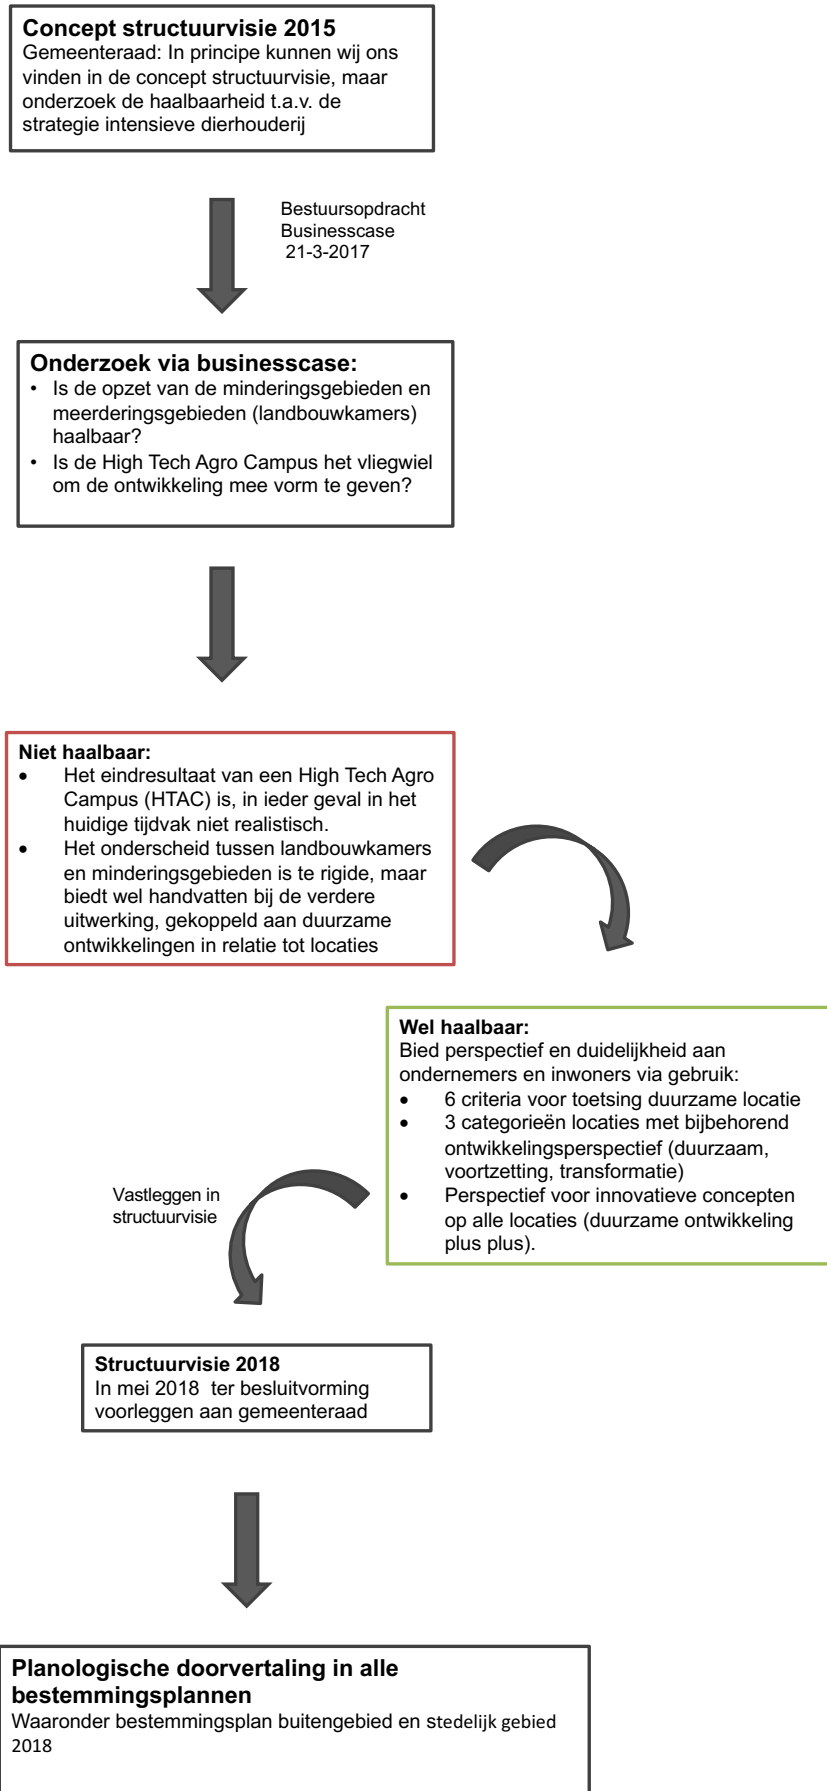 Concept structuurvisie 2015
Gemeenteraad: In principe kunnen wij ons
vinden in de concept structuurvisie, maar
onderzoek de haalbaarheid t.a.v. de
strategie intensieve dierhouderij
Bestuursopdracht
Businesscase
21-3-2017
Onderzoek via businesscase:
• Is de opzet van de minderingsgebieden en
meerderingsgebieden (landbouwkamers)
haalbaar?
• Is de High Tech Agro Campus het vliegwiel
om de ontwikkeling mee vorm te geven?
Niet haalbaar:
• Het eindresultaat van een High Tech Agro
Campus (HTAC) is, in ieder geval in het
huidige tijdvak niet realistisch.
• Het onderscheid tussen landbouwkamers
en minderingsgebieden is te rigide, maar
biedt wel handvatten bij de verdere
uitwerking, gekoppeld aan duurzame
ontwikkelingen in relatie tot locaties
Wel haalbaar:
Bied perspectief en duidelijkheid aan
ondernemers en inwoners via gebruik:
• 6 criteria voor toetsing duurzame locatie
• 3 categorieën locaties met bijbehorend
ontwikkelingsperspectief (duurzaam,
voortzetting, transformatie)
• Perspectief voor innovatieve concepten
op alle locaties (duurzame ontwikkeling
plus plus).
Vastleggen in
structuurvisie
Structuurvisie 2018
In mei 2018 ter besluitvorming
voorleggen aan gemeenteraad
Planologische doorvertaling in alle
bestemmingsplannen
Waaronder bestemmingsplan buitengebied en stedelijk gebied
2018